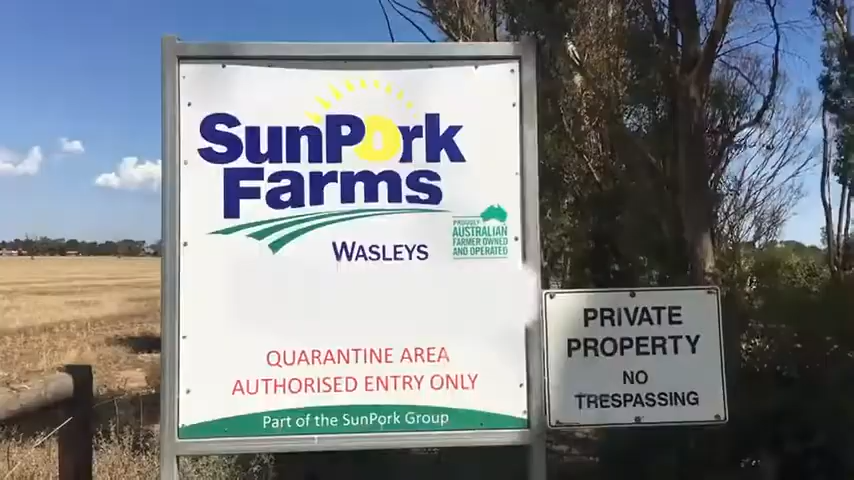 SunPork
Farms
WASLEYS
PROUDLY
AUSTRALIAN
FARMER OWNED
AND OPERATED
QUARANTINE AREA
AUTHORISED ENTRY ONLY
Part of the SunPork Group
PRIVATE
PROPERTY
NO
TRESPASSING